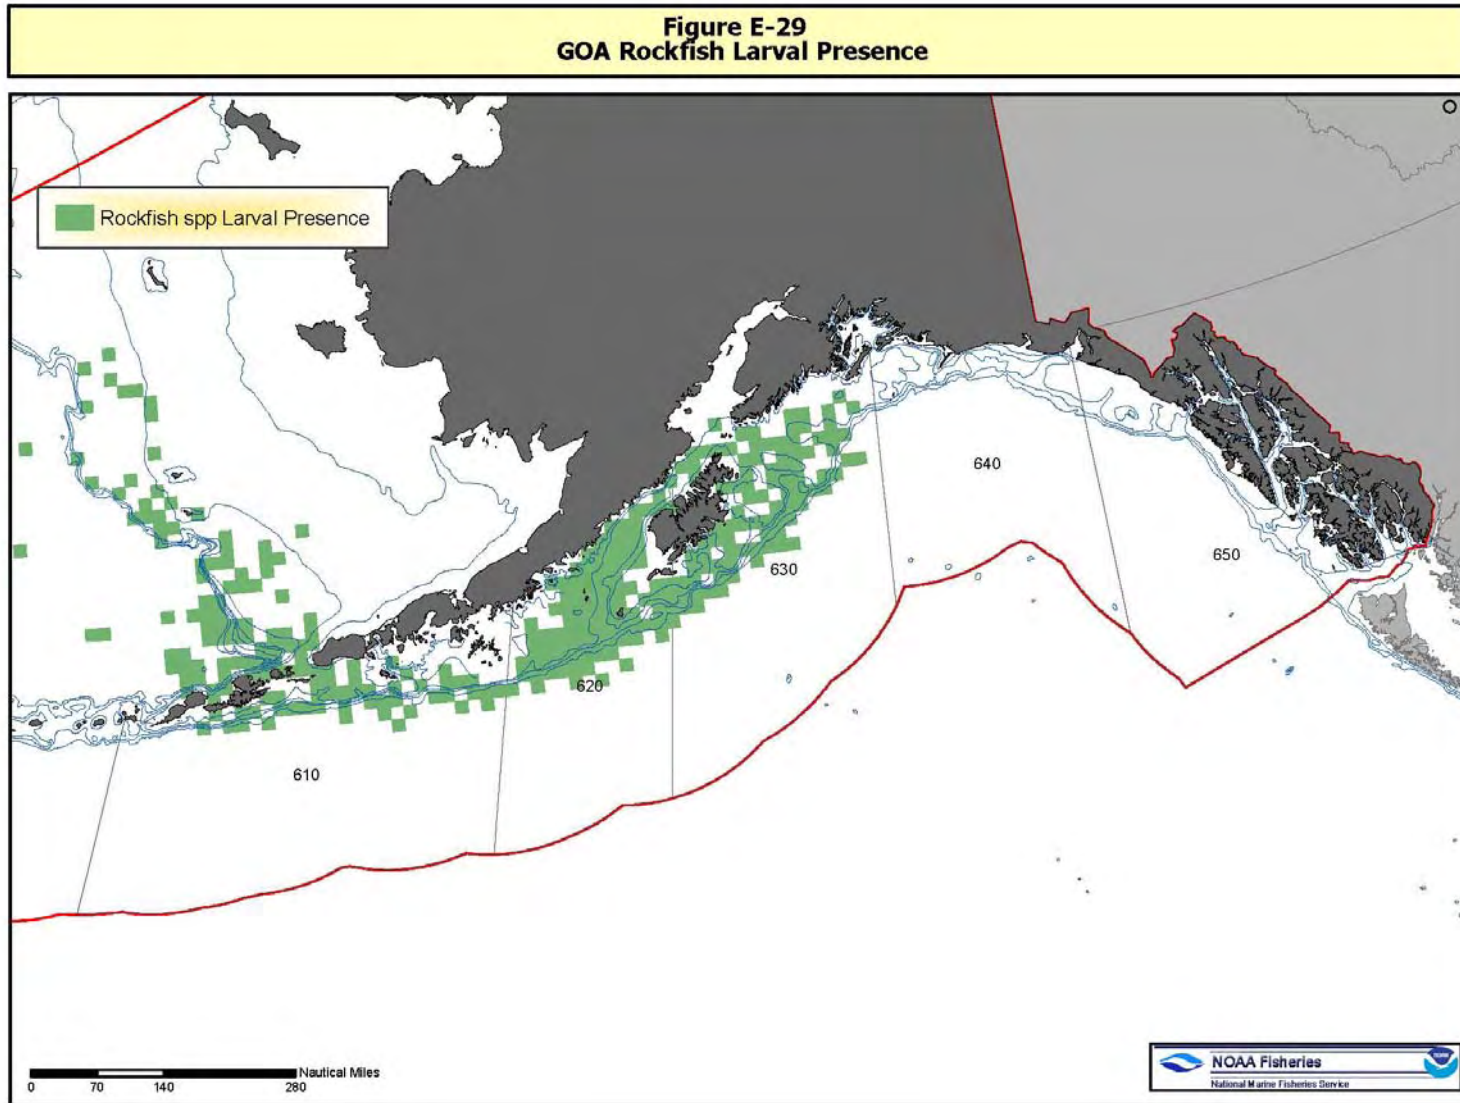 Figure E-29
GOA Rockfish Larval Presence
Rockfish spp Larval Presence
640
650
630
620
610
Nautical Miles
0 70 140 280
NOAA Fisheries
National Marine Fisheries Service